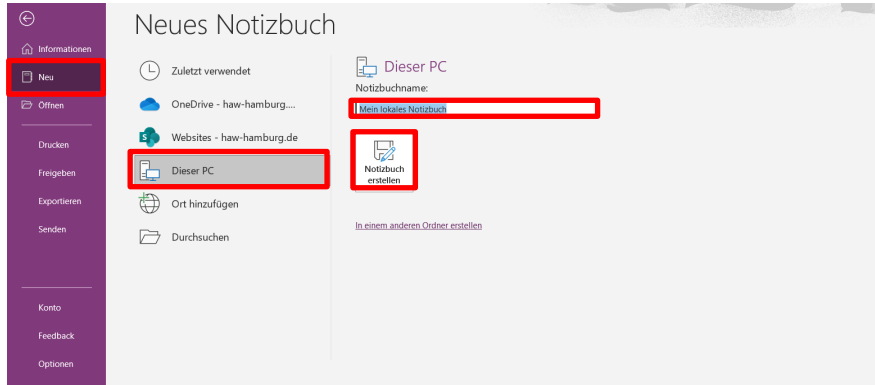 Informationen
Neu
Öffnen
Drucken
Freigeben
Exportieren
Senden
Konto
Feedback
Optionen
Neues Notizbuch
Zuletzt verwendet
OneDrive - haw-hamburg....
Websites - haw-hamburg.de
Dieser PC
Ort hinzufügen
Durchsuchen
Dieser PC
Notizbuchname:
Mein lokales Notizbuch
Notizbuch
erstellen
In einem anderen Ordner erstellen